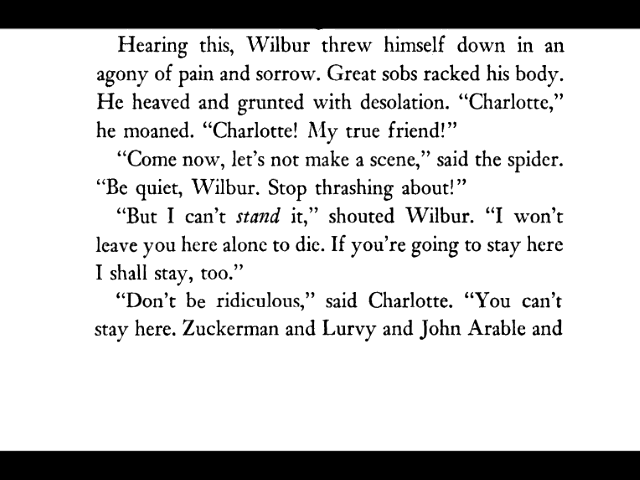 Hearing this, Wilbur threw himself down in an
agony of pain and sorrow. Great sobs racked his body.
He heaved and grunted with desolation. “Charlotte,”
he moaned. “Charlotte! My true friend!”
“Come now, let’s not make a scene,” said the spider.
“Be quiet, Wilbur. Stop thrashing about!”
“But I can’t stand it,” shouted Wilbur. “I won’t
leave you here alone to die. If you’re going to stay here
I shall stay, too.”
“Don’t be ridiculous,” said Charlotte. “You can’t
stay here. Zuckerman and Lurvy and John Arable and